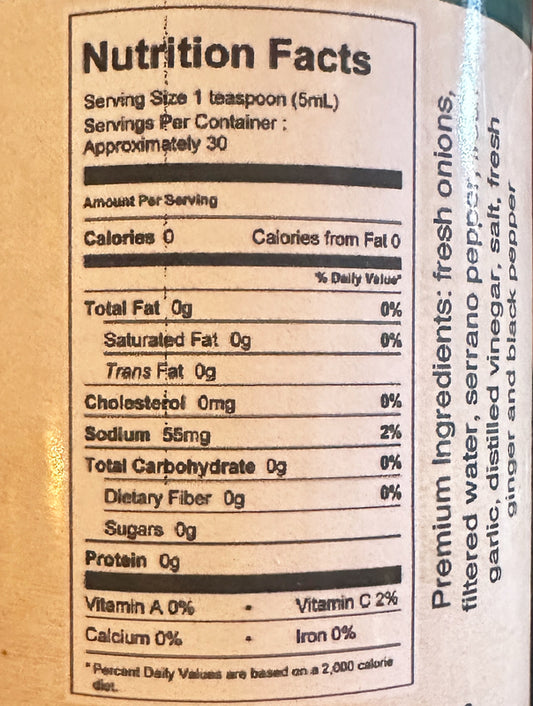 Nutrition Facts
Serving Size 1 teaspoon (5mL)
Servings Per Container :
Approximately 30
Amount Per Serving
Calories 0 Calories from Fat 0
% Daily Value*
Total Fat 0g 0%
Saturated Fat 0g 0%
Trans Fat 0g
Cholesterol 0mg 0%
Sodium 55mg 2%
Total Carbohydrate 0g 0%
Dietary Fiber 0g 0%
Sugars 0g
Protein 0g
Vitamin A 0% • Vitamin C 2%
Calcium 0% • Iron 0%
*Percent Daily Values are based on a 2,000 calorie
diet.
Premium Ingredients: fresh onions,
filtered water, serrano pepper,
garlic, distilled vinegar, salt, fresh
ginger and black pepper